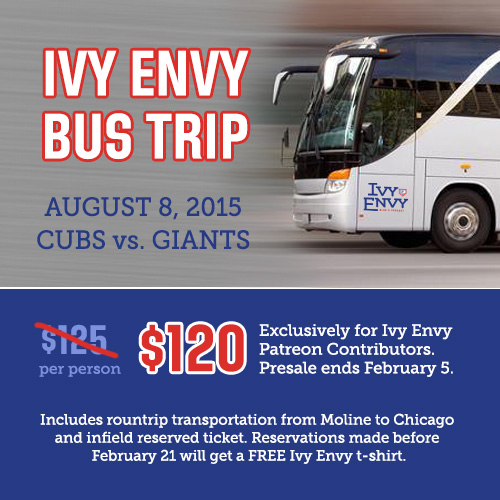 IVY ENVY
BUS TRIP
AUGUST 8, 2015
CUBS vs. GIANTS
IVY
ENVY
$125
per person
$120
Exclusively for Ivy Envy
Patreon Contributors.
Presale ends February 5.
Includes rountrip transportation from Moline to Chicago
and infield reserved ticket. Reservations made before
February 21 will get a FREE Ivy Envy t-shirt.